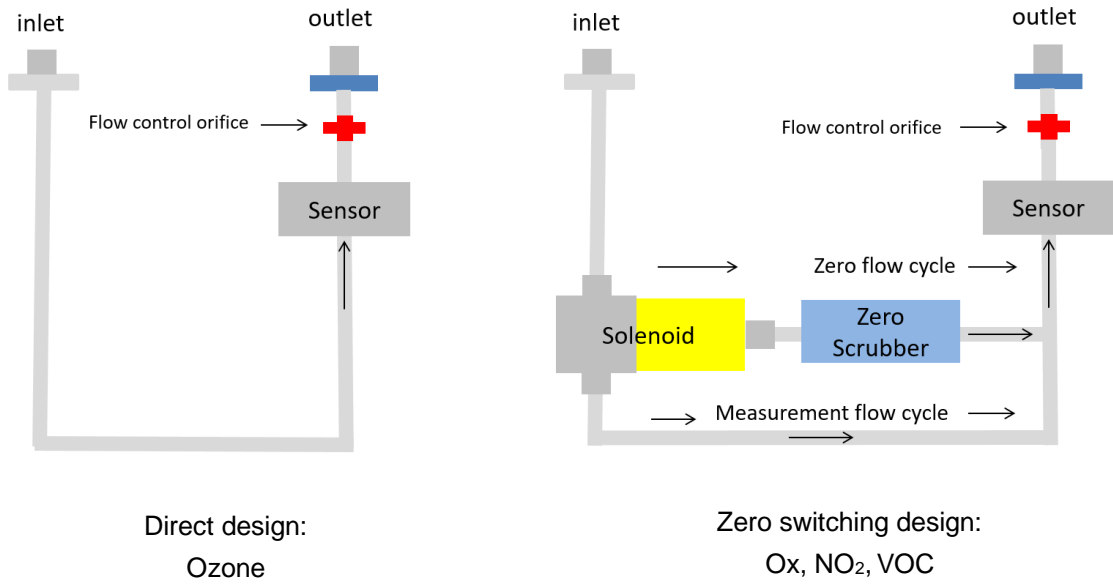 inlet
outlet
Flow control orifice
Sensor
Direct design:
Ozone
inlet
outlet
Flow control orifice
Sensor
Zero flow cycle
Solenoid
Zero
Scrubber
Measurement flow cycle
Zero switching design:
Ox, NO₂, VOC